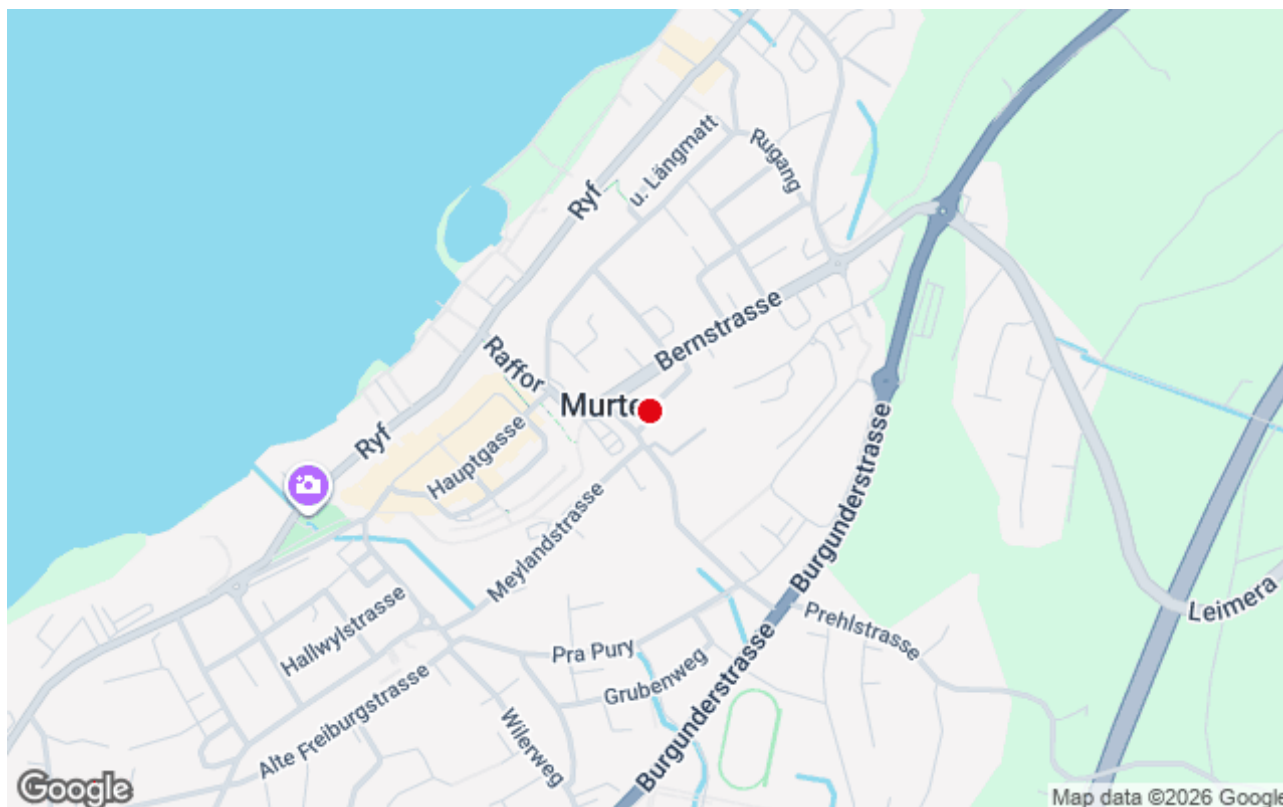 Rugang
u. Längmatt
Ryf
Bernstrasse
Raffor
Murte
Ryf
Hauptgasse
Burgunderstrasse
Meylandstrasse
Leimera
Prehlstrasse
Hallwylstrasse
Pra Pury
Grubenweg
Burgunderstrasse
Alte Freiburgstrasse
Wilerweg
Google
Map data ©2026 Google